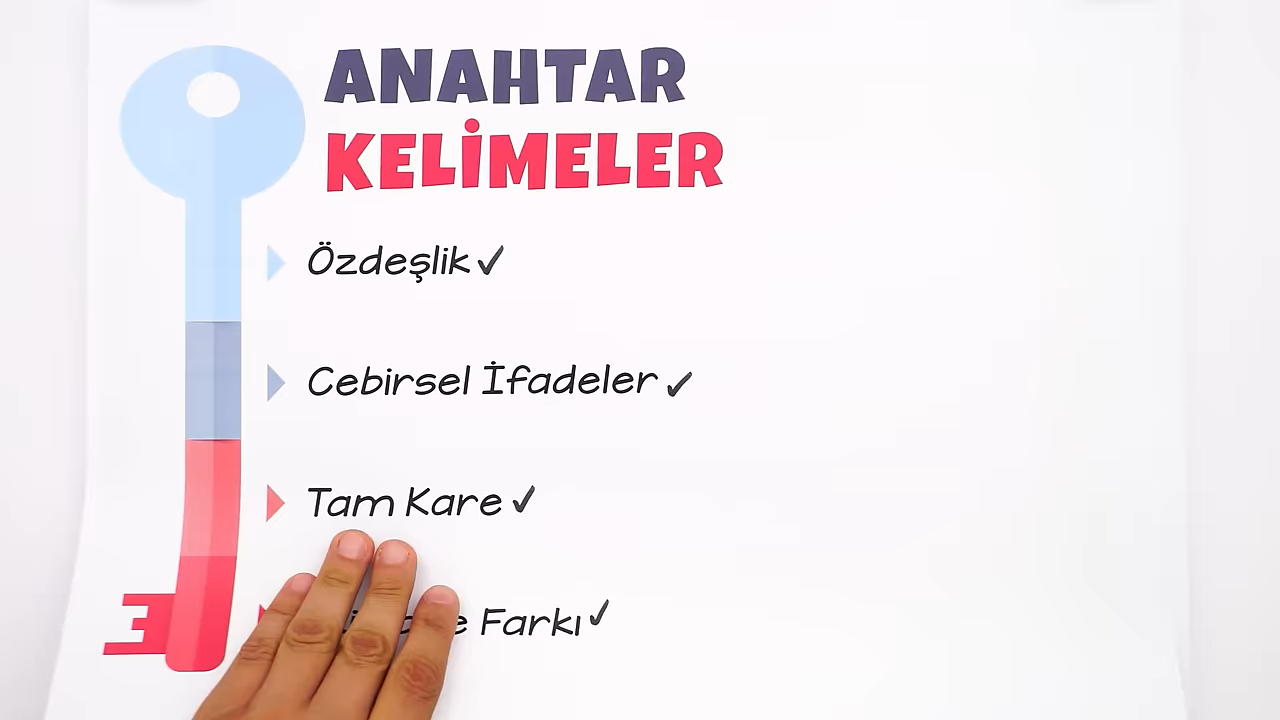 ANAHTAR
KELİMELER
Özdeşlik ✓
Cebirsel İfadeler ✓
Tam Kare ✓
Farkı ✓